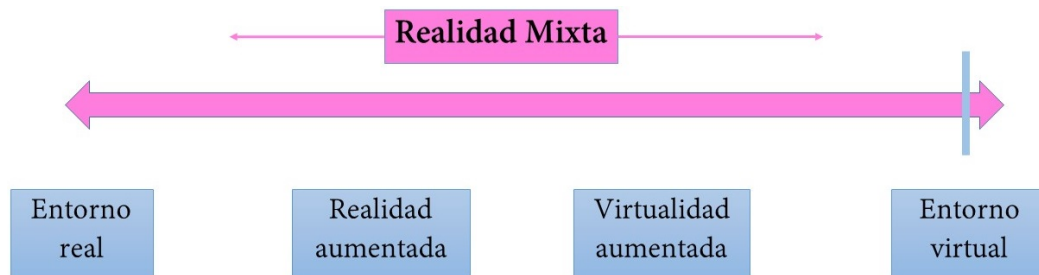 Realidad Mixta
Entorno
real
Realidad
aumentada
Virtualidad
aumentada
Entorno
virtual